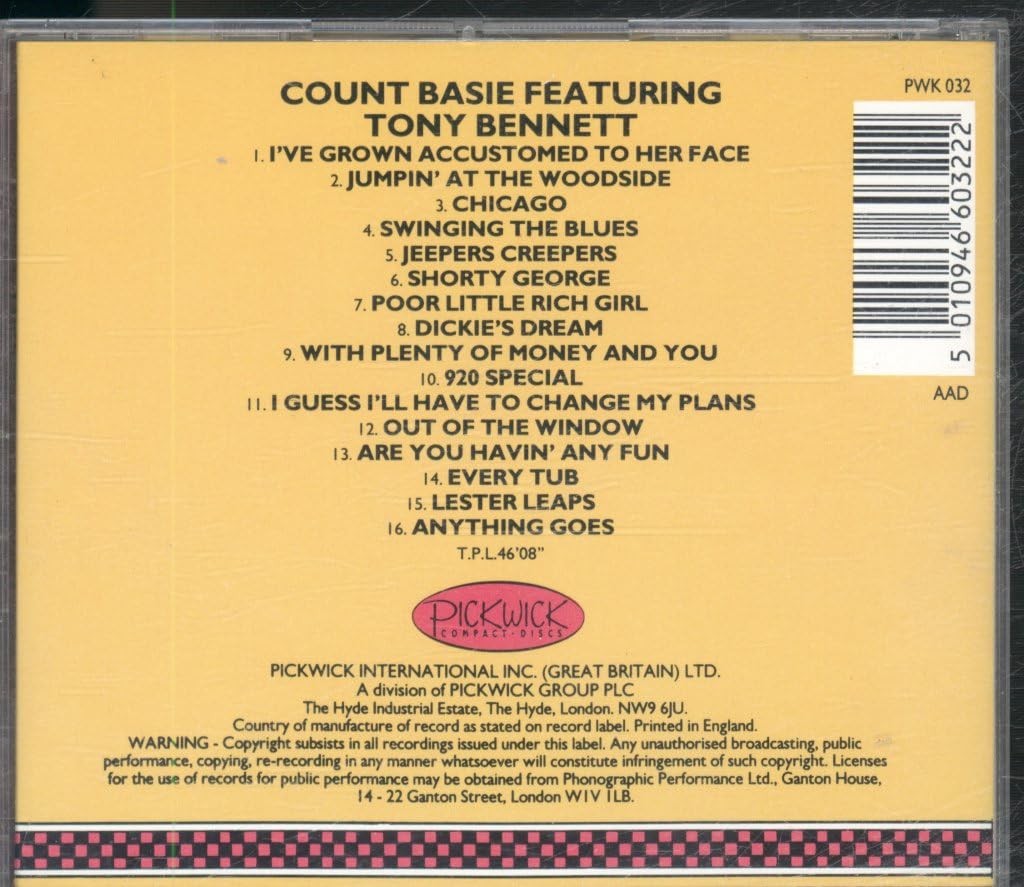 COUNT BASIE FEATURING
TONY BENNETT
1. I'VE GROWN ACCUSTOMED TO HER FACE
2. JUMPIN' AT THE WOODSIDE
3. CHICAGO
4. SWINGING THE BLUES
5. JEEPERS CREEPERS
6. SHORTY GEORGE
7. POOR LITTLE RICH GIRL
8. DICKIE'S DREAM
9. WITH PLENTY OF MONEY AND YOU
10. 920 SPECIAL
11. I GUESS I'LL HAVE TO CHANGE MY PLANS
12. OUT OF THE WINDOW
13. ARE YOU HAVIN' ANY FUN
14. EVERY TUB
15. LESTER LEAPS
16. ANYTHING GOES
T.P.L.46'08"
PWK 032
5 010946 603222
AAD
PICKWICK
COMPACT·DISCS
PICKWICK INTERNATIONAL INC. (GREAT BRITAIN) LTD.
A division of PICKWICK GROUP PLC
The Hyde Industrial Estate, The Hyde, London. NW9 6JU.
Country of manufacture of record as stated on record label. Printed in England.
WARNING - Copyright subsists in all recordings issued under this label. Any unauthorised broadcasting, public
performance, copying, re-recording in any manner whatsoever will constitute infringement of such copyright. Licenses
for the use of records for public performance may be obtained from Phonographic Performance Ltd., Ganton House,
14 - 22 Ganton Street, London W1V 1LB.